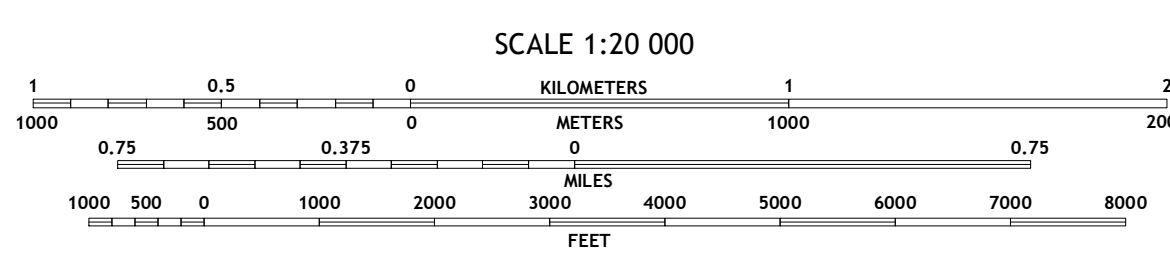 SCALE 1:20 000
1 0.5 0 KILOMETERS 1 2
1000 500 0 METERS 1000 200
0.75 0.375 0 0.75
MILES
1000 500 0 1000 2000 3000 4000 5000 6000 7000 8000
FEET